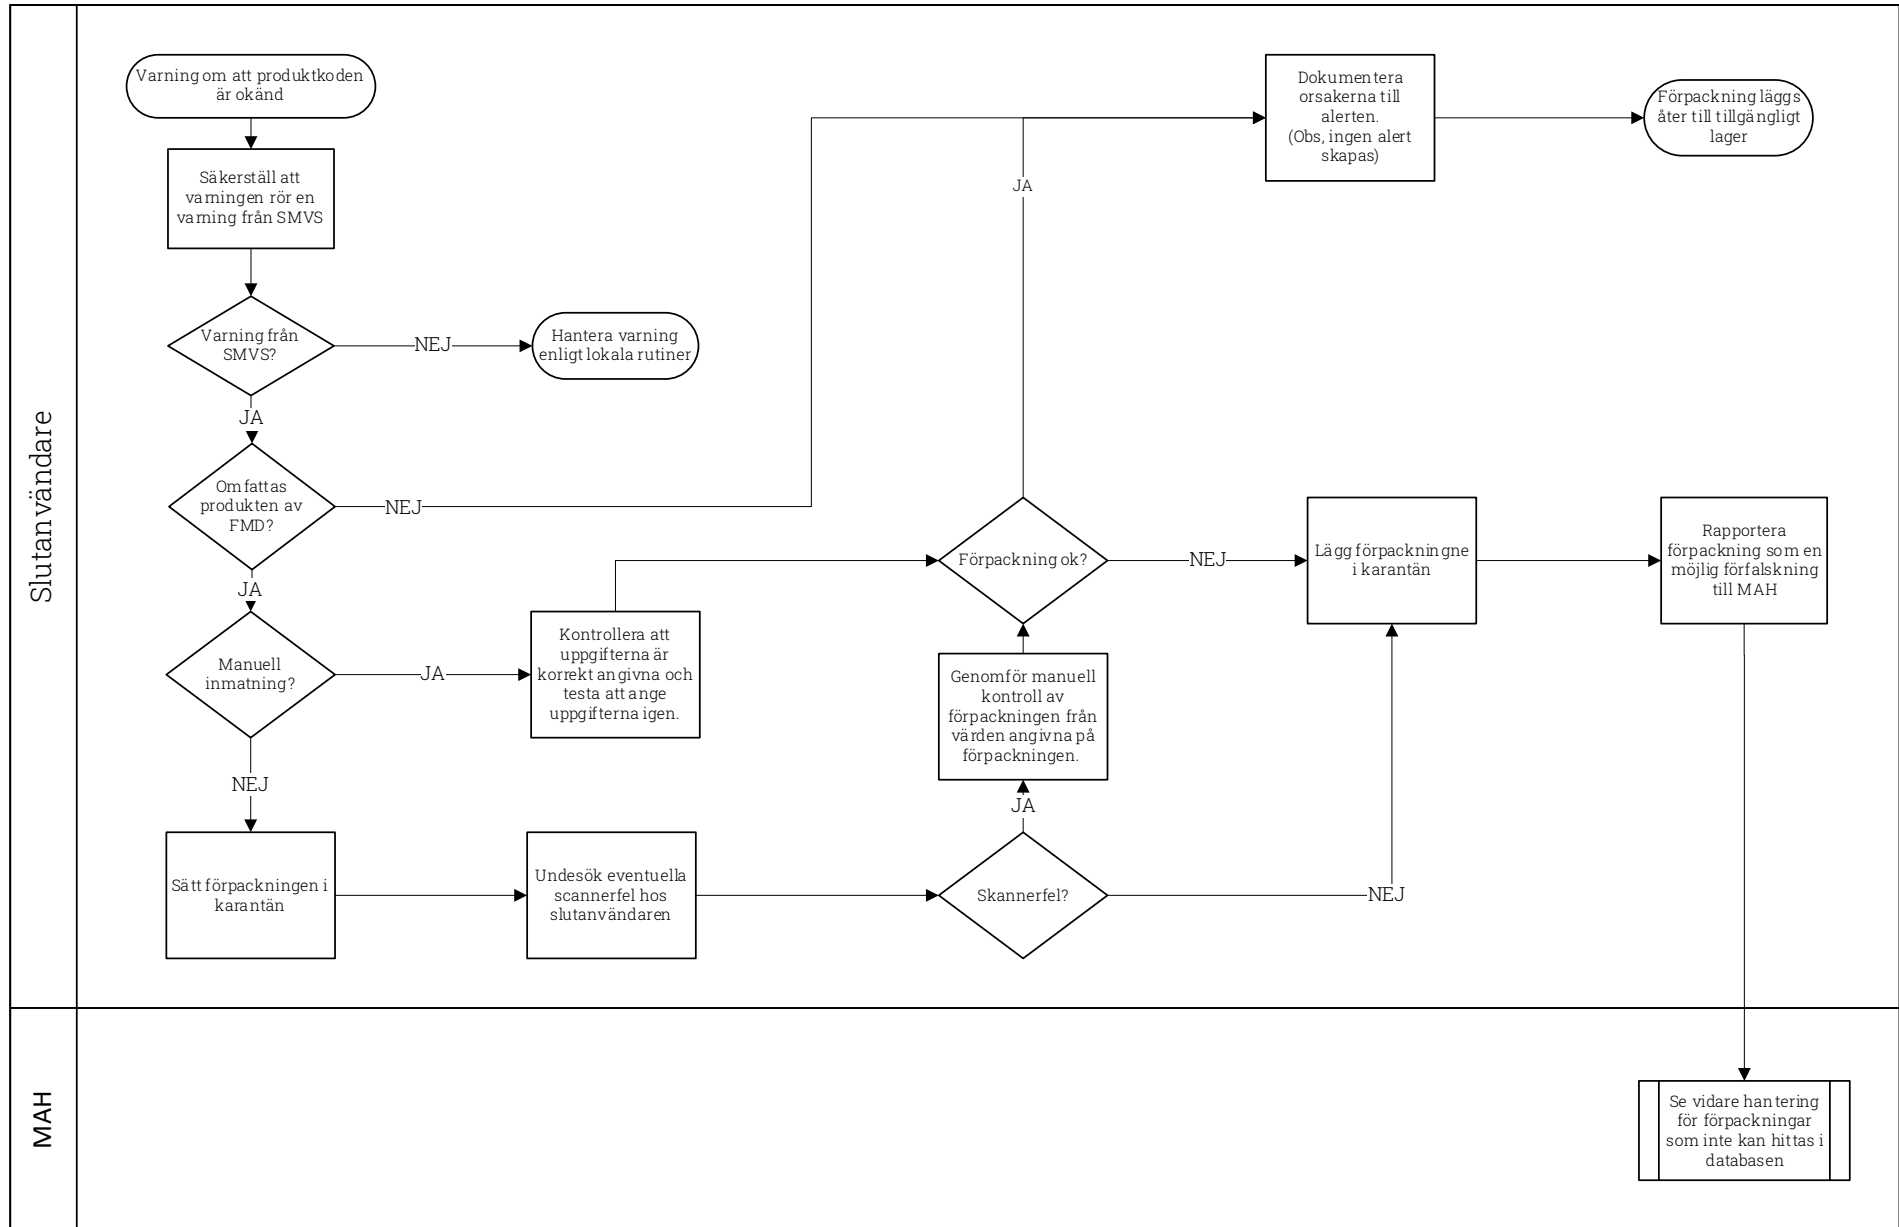 Slutanvändare
Varning om att produktkoden
är okänd
Säkerställ att
varningen rör en
varning från SMVS
Varning från
SMVS?
NEJ
Hantera varning
enligt lokala rutiner
JA
Omfattas
produkten av
FMD?
NEJ
JA
Manuell
inmatning?
JA
Kontrollera att
uppgifterna är
korrekt angivna och
testa att ange
uppgifterna igen.
NEJ
Sätt förpackningen i
karantän
Undesök eventuella
scannerfel hos
slutanvändaren
Skannerfel?
JA
NEJ
Genomför manuell
kontroll av
förpackningen från
värden angivna på
förpackningen.
Förpackning ok?
JA
NEJ
Dokumentera
orsakerna till
alerten.
(Obs, ingen alert
skapas)
Förpackning läggs
åter till tillgängligt
lager
Lägg förpackningne
i karantän
Rapportera
förpackning som en
möjlig förfalskning
till MAH
MAH
Se vidare hantering
för förpackningar
som inte kan hittas i
databasen